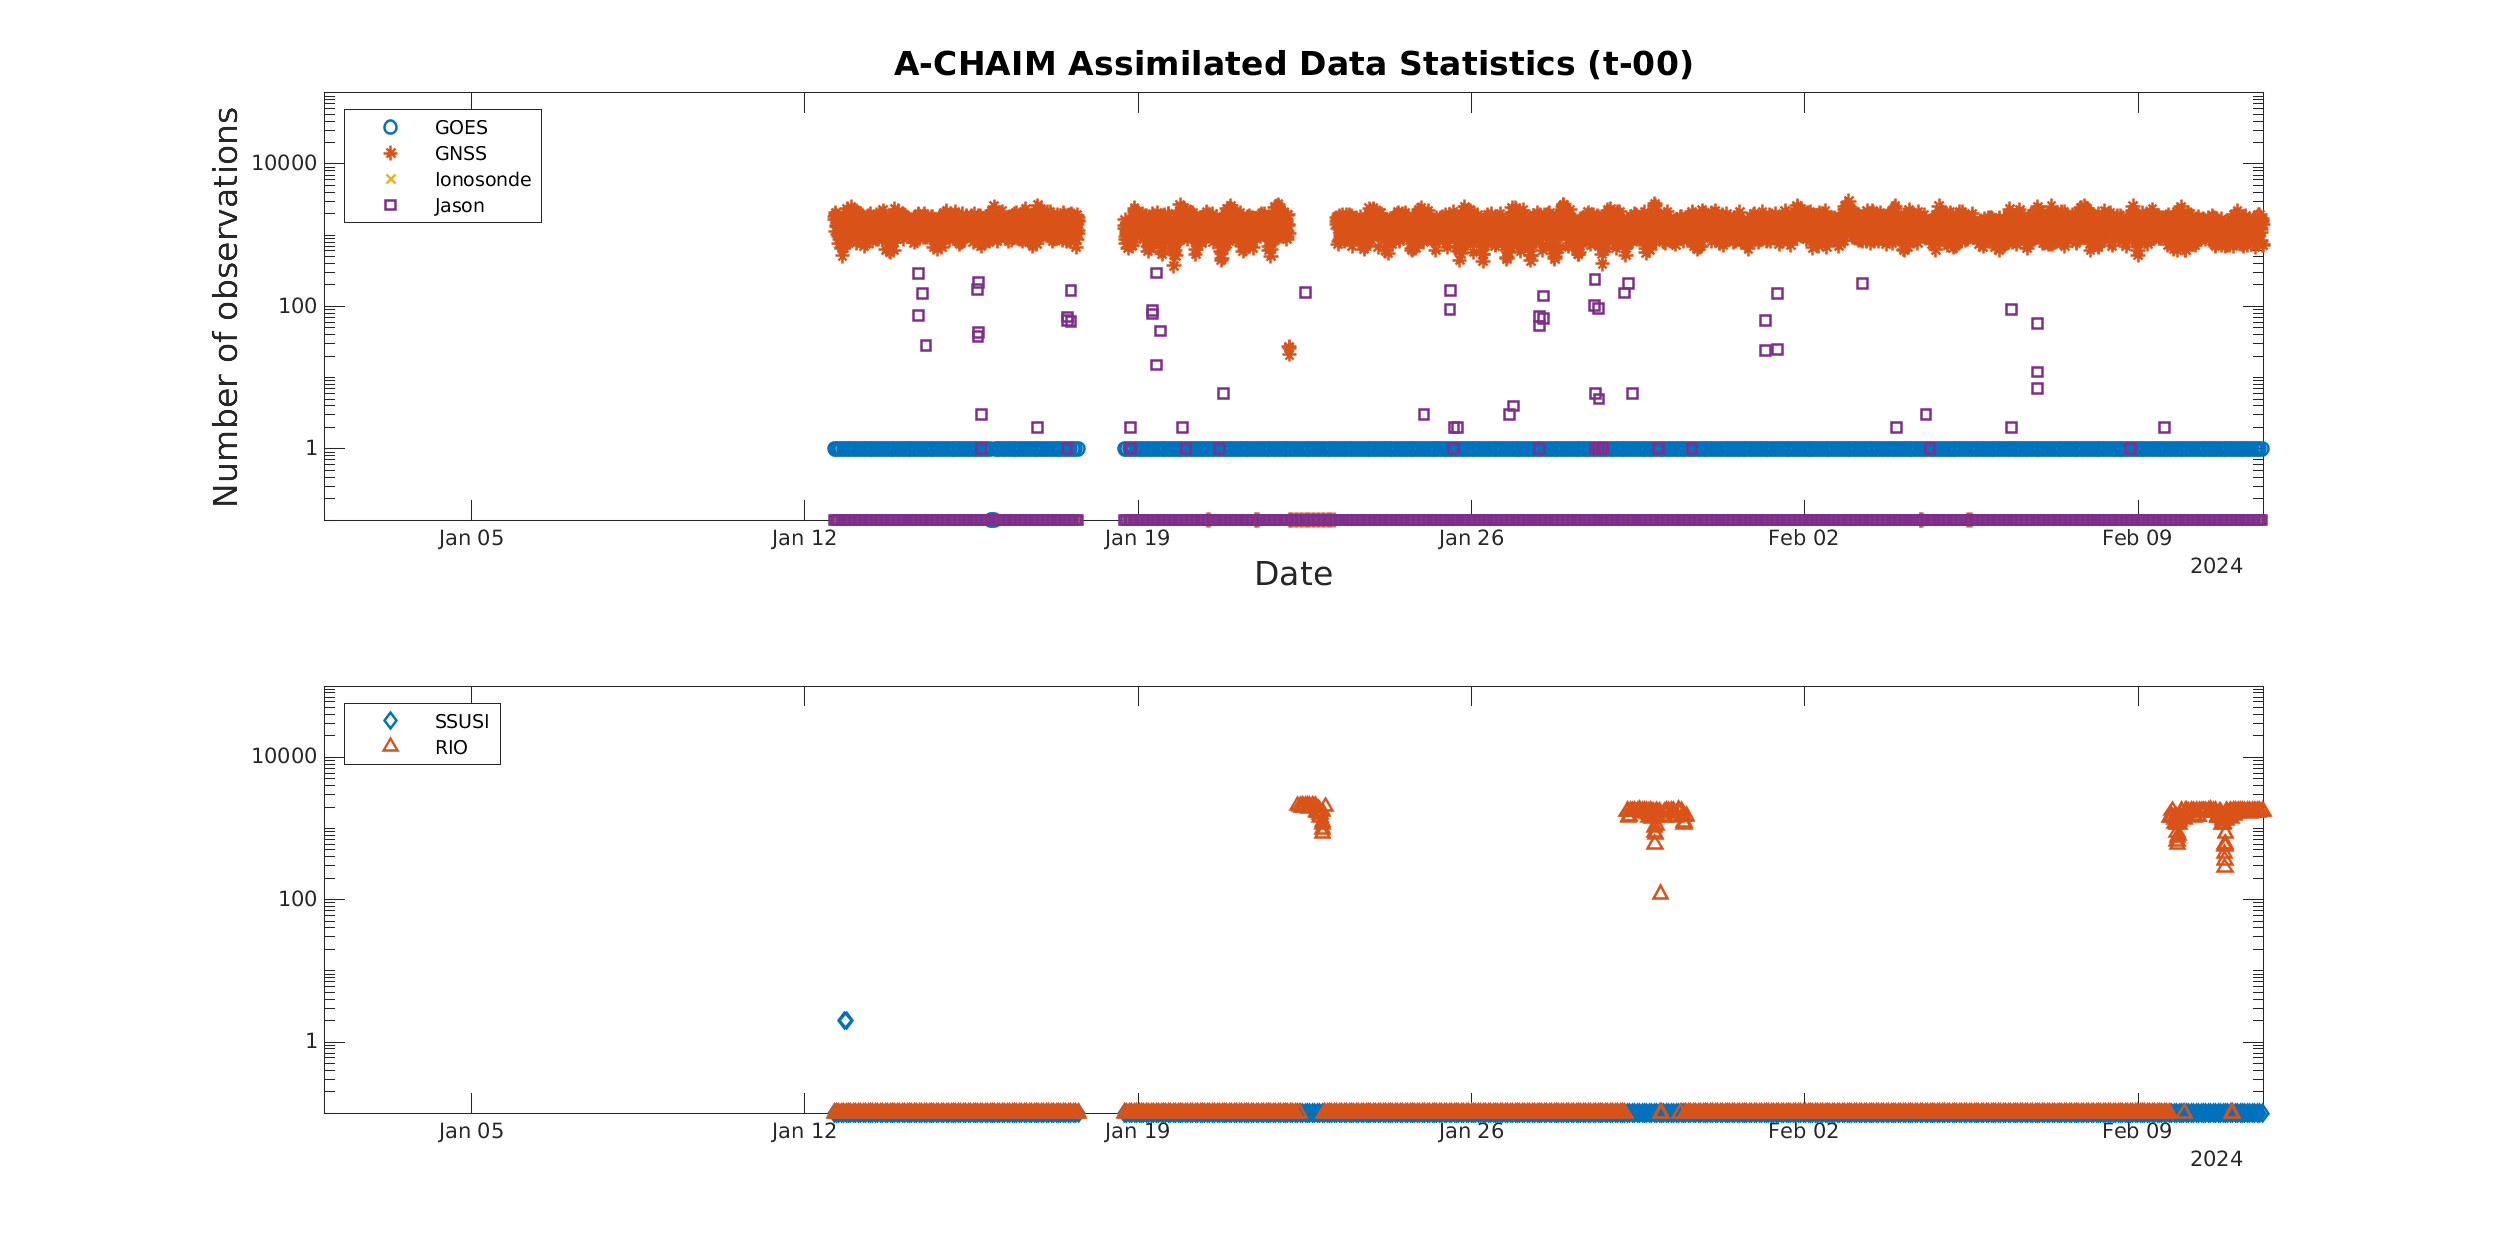 A-CHAIM Assimilated Data Statistics (t-00)
Number of observations
10000
100
1
GOES
GNSS
Ionosonde
Jason
Jan 05 Jan 12 Jan 19 Jan 26 Feb 02 Feb 09
2024
Date
10000
100
1
SSUSI
RIO
Jan 05 Jan 12 Jan 19 Jan 26 Feb 02 Feb 09
2024